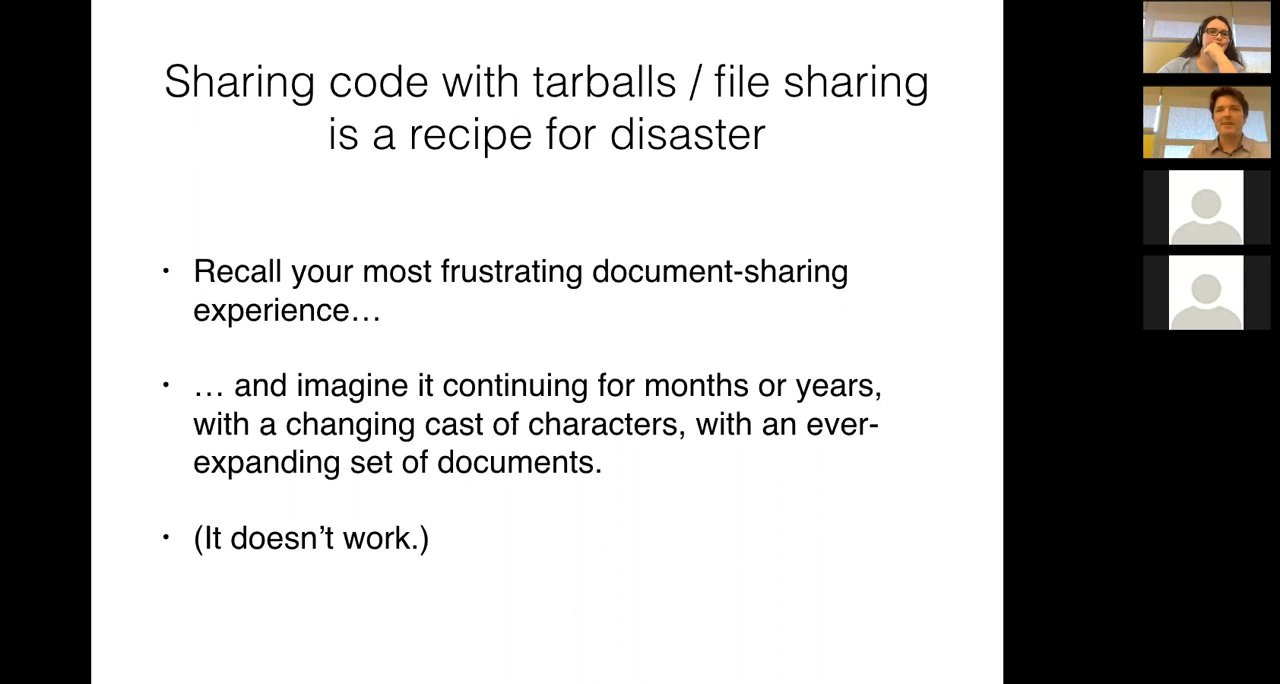 Sharing code with tarballs / file sharing
is a recipe for disaster
• Recall your most frustrating document-sharing
experience…
• … and imagine it continuing for months or years,
with a changing cast of characters, with an ever-
expanding set of documents.
• (It doesn’t work.)